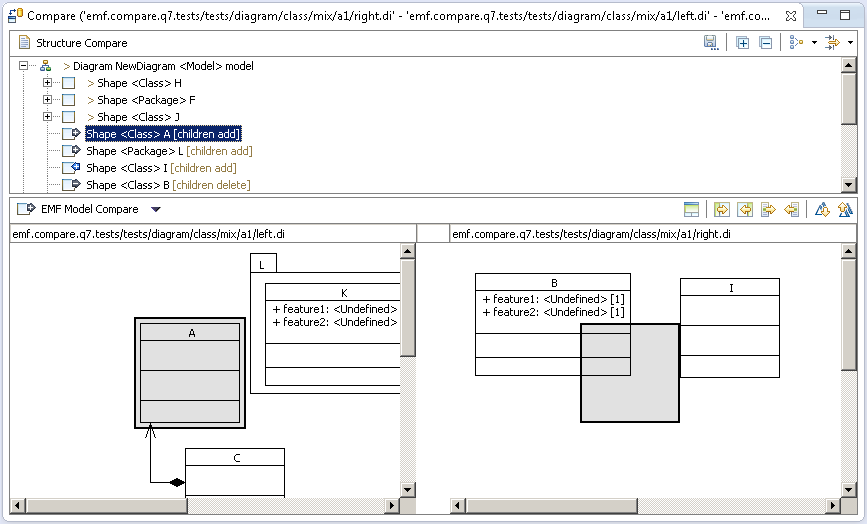 Compare ('emf.compare.q7.tests/tests/diagram/class/mix/a1/right.di' - 'emf.compare.q7.tests/tests/diagram/class/mix/a1/left.di' - 'emf.co...
Structure Compare
> Diagram NewDiagram <Model> model
> Shape <Class> H
> Shape <Package> F
> Shape <Class> J
Shape <Class> A [children add]
Shape <Package> L [children add]
Shape <Class> I [children add]
Shape <Class> B [children delete]
EMF Model Compare
emf.compare.q7.tests/tests/diagram/class/mix/a1/left.di
emf.compare.q7.tests/tests/diagram/class/mix/a1/right.di
L
K
+ feature1: <Undefined>
+ feature2: <Undefined>
A
C
B
+ feature1: <Undefined> [1]
+ feature2: <Undefined> [1]
I